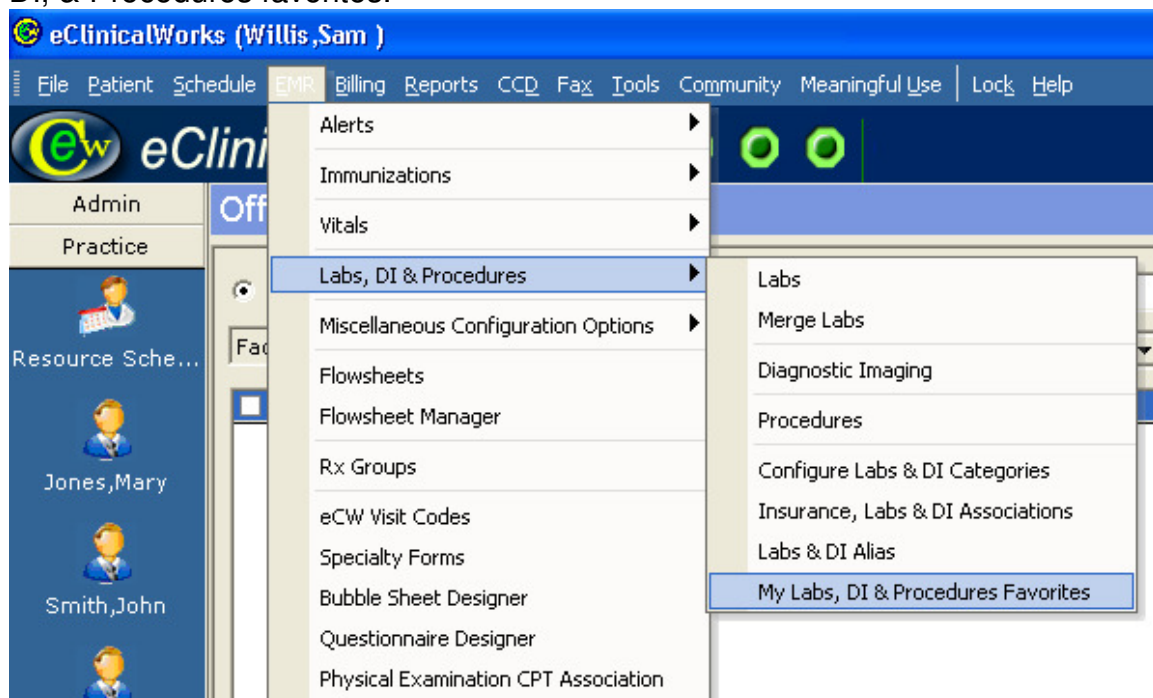 DI, & Procedures favorites.
eClinicalWorks (Willis,Sam )
File Patient Schedule EMR Billing Reports CCD Fax Tools Community Meaningful Use Lock Help
eCw eClini
Admin
Practice
Resource Sche...
Jones,Mary
Smith,John
Off
Fac
Alerts
Immunizations
Vitals
Labs, DI & Procedures
Miscellaneous Configuration Options
Flowsheets
Flowsheet Manager
Rx Groups
eCW Visit Codes
Specialty Forms
Bubble Sheet Designer
Questionnaire Designer
Physical Examination CPT Association
Labs
Merge Labs
Diagnostic Imaging
Procedures
Configure Labs & DI Categories
Insurance, Labs & DI Associations
Labs & DI Alias
My Labs, DI & Procedures Favorites